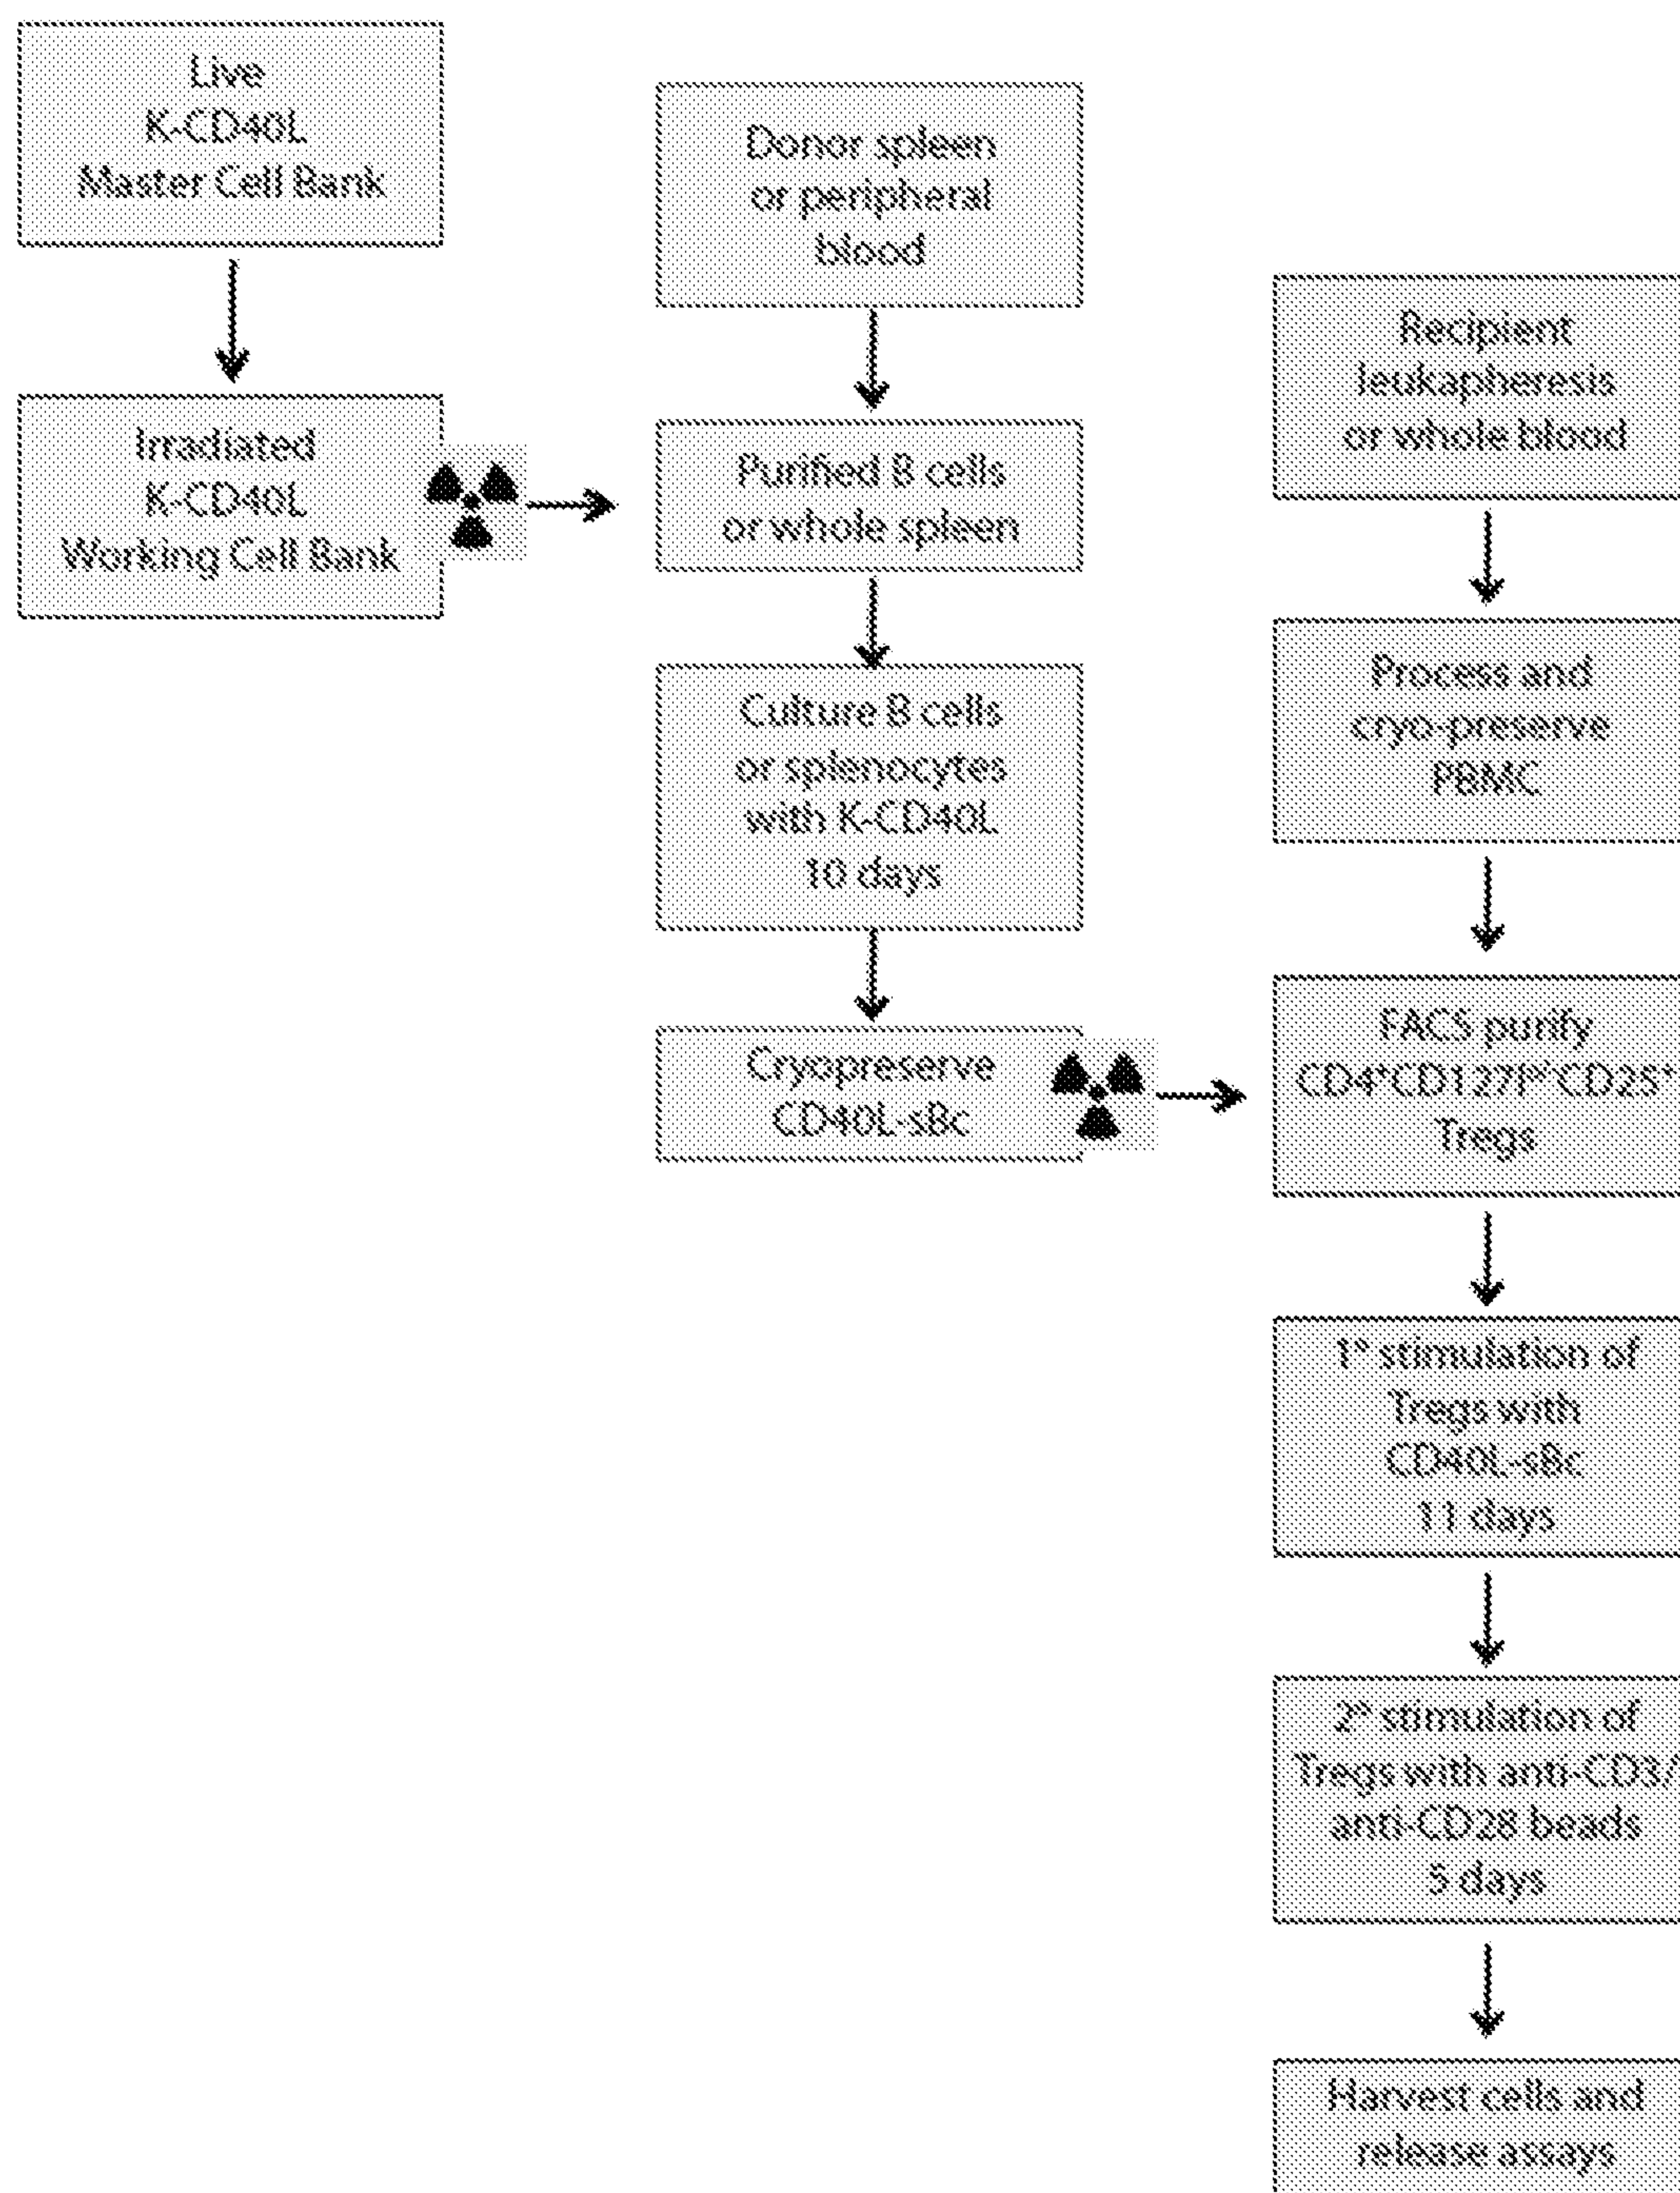 Live
K-CD40L
Master Cell Bank
Irradiated
K-CD40L
Working Cell Bank
Donor spleen
or peripheral
blood
Purified B cells
or whole spleen
Culture B cells
or splenocytes
with K-CD40L
10 days
Cryopreserve
CD40L-sBc
Recipient
leukapheresis
or whole blood
Process and
cryo-preserve
PBMC
FACS purify
CD4⁺CD127ˡᵒCD25⁺
Tregs
1° stimulation of
Tregs with
CD40L-sBc
11 days
2° stimulation of
Tregs with anti-CD3/
anti-CD28 beads
5 days
Harvest cells and
release assays